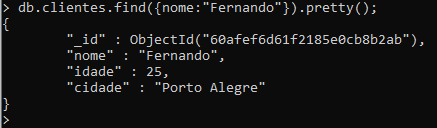 > db.clientes.find({nome:"Fernando"}).pretty();
{
        "_id" : ObjectId("60afef6d61f2185e0cb8b2ab"),
        "nome" : "Fernando",
        "idade" : 25,
        "cidade" : "Porto Alegre"
}
>